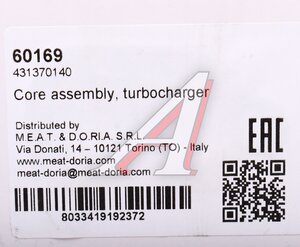 60169
431370140
Core assembly, turbocharger
Distributed by
M.E.A.T. & D.O.R.I.A. S.R.L.
Via Donati, 14 – 10121 Torino (TO) - Italy
www.meat-doria.com
meat-doria@meat-doria.com
EAC
8033419192372